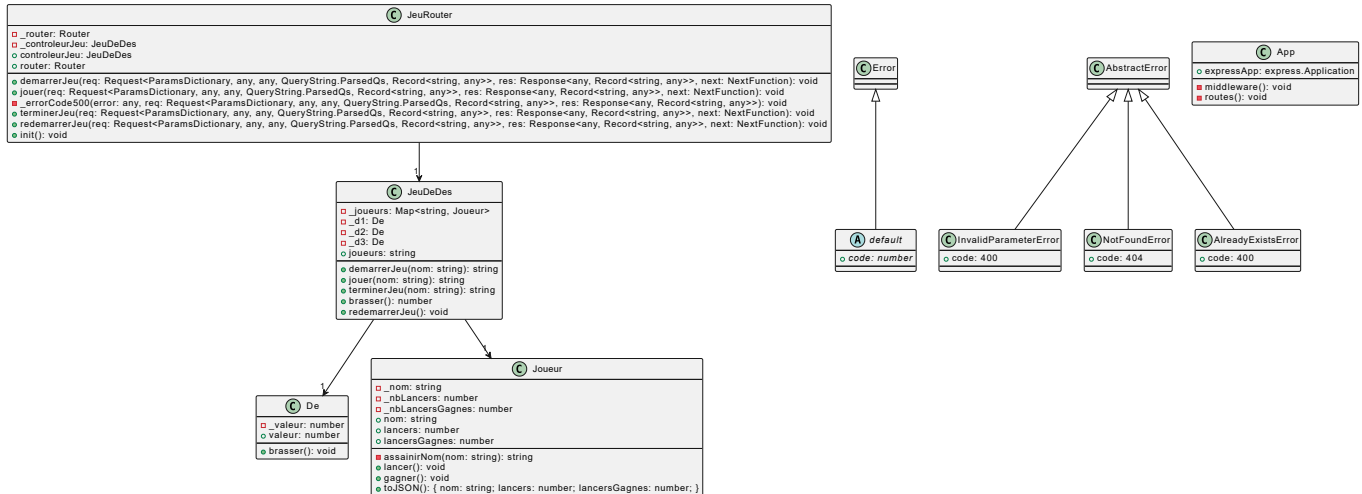 C JeuRouter
_router: Router
_controleurJeu: JeuDeDes
controleurJeu: JeuDeDes
router: Router
demarrerJeu(req: Request<ParamsDictionary, any, any, QueryString.ParsedQs, Record<string, any>>, res: Response<any, Record<string, any>>, next: NextFunction): void
jouer(req: Request<ParamsDictionary, any, any, QueryString.ParsedQs, Record<string, any>>, res: Response<any, Record<string, any>>, next: NextFunction): void
_errorCode500(error: any, req: Request<ParamsDictionary, any, any, QueryString.ParsedQs, Record<string, any>>, res: Response<any, Record<string, any>>): void
terminerJeu(req: Request<ParamsDictionary, any, any, QueryString.ParsedQs, Record<string, any>>, res: Response<any, Record<string, any>>, next: NextFunction): void
redemarrerJeu(req: Request<ParamsDictionary, any, any, QueryString.ParsedQs, Record<string, any>>, res: Response<any, Record<string, any>>, next: NextFunction): void
init(): void
C Error
C AbstractError
C App
expressApp: express.Application
middleware(): void
routes(): void
1
C JeuDeDes
_joueurs: Map<string, Joueur>
_d1: De
_d2: De
_d3: De
joueurs: string
demarrerJeu(nom: string): string
jouer(nom: string): string
terminerJeu(nom: string): string
brasser(): number
redemarrerJeu(): void
A default
code: number
C InvalidParameterError
code: 400
C NotFoundError
code: 404
C AlreadyExistsError
code: 400
1
1
C De
_valeur: number
valeur: number
brasser(): void
C Joueur
_nom: string
_nbLancers: number
_nbLancersGagnes: number
nom: string
lancers: number
lancersGagnes: number
assainirNom(nom: string): string
lancer(): void
gagner(): void
toJSON(): { nom: string; lancers: number; lancersGagnes: number; }